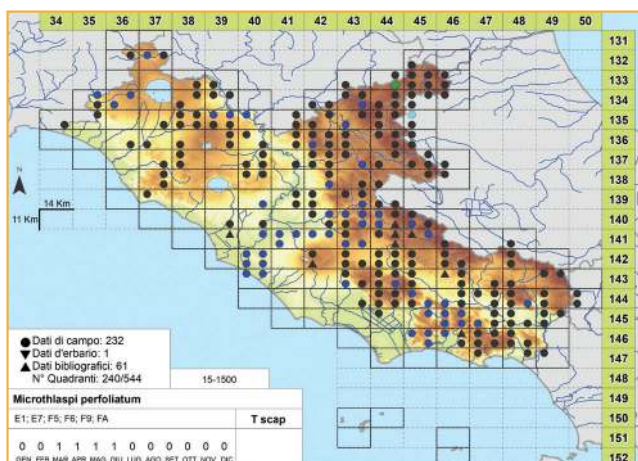 34 35 36 37 38 39 40 41 42 43 44 45 46 47 48 49 50
131
132
133
134
135
136
137
138
139
140
141
142
143
144
145
146
147
148
149
150
151
152
N
14 Km
11 Km
Dati di campo: 232
Dati d'erbario: 1
Dati bibliografici: 61
N° Quadranti: 240/544
15-1500
Microthlaspi perfoliatum
E1; E7; F5; F6; F9; FA
T scap
0 0 1 1 1 1 0 0 0 0 0 0
GEN FEB MAR APR MAG GIU LUG AGO SET OTT NOV DIC